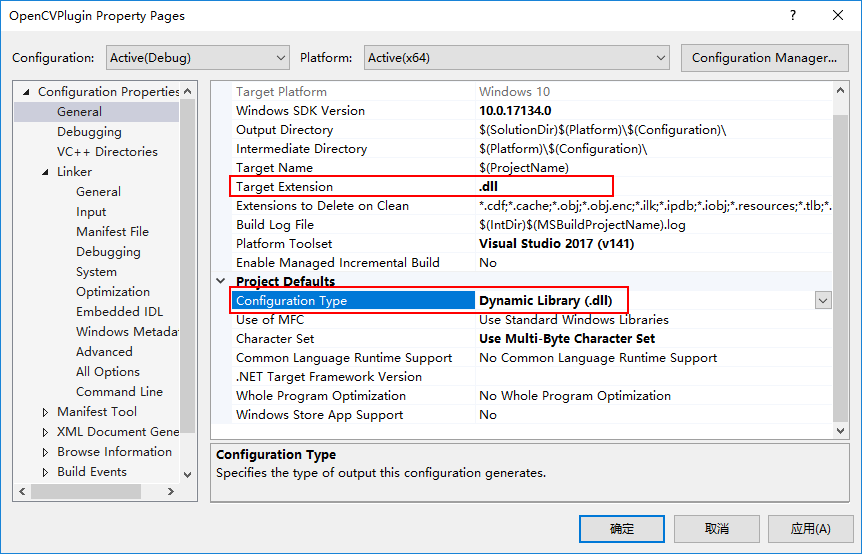 OpenCVPlugin Property Pages ?
Configuration: Active(Debug) Platform: Active(x64) Configuration Manager...
Configuration Properties
General
Debugging
VC++ Directories
Linker
General
Input
Manifest File
Debugging
System
Optimization
Embedded IDL
Windows Metadat
Advanced
All Options
Command Line
Manifest Tool
XML Document Gene
Browse Information
Build Events
Target Platform Windows 10
Windows SDK Version 10.0.17134.0
Output Directory $(SolutionDir)$(Platform)\$(Configuration)\
Intermediate Directory $(Platform)\$(Configuration)\
Target Name $(ProjectName)
Target Extension .dll
Extensions to Delete on Clean *.cdf;*.cache;*.obj;*.obj.enc;*.ilk;*.ipdb;*.iobj;*.resources;*.tlb;*.
Build Log File $(IntDir)$(MSBuildProjectName).log
Platform Toolset Visual Studio 2017 (v141)
Enable Managed Incremental Build No
Project Defaults
Configuration Type Dynamic Library (.dll)
Use of MFC Use Standard Windows Libraries
Character Set Use Multi-Byte Character Set
Common Language Runtime Support No Common Language Runtime Support
.NET Target Framework Version
Whole Program Optimization No Whole Program Optimization
Windows Store App Support No
Configuration Type
Specifies the type of output this configuration generates.
确定 取消 应用(A)